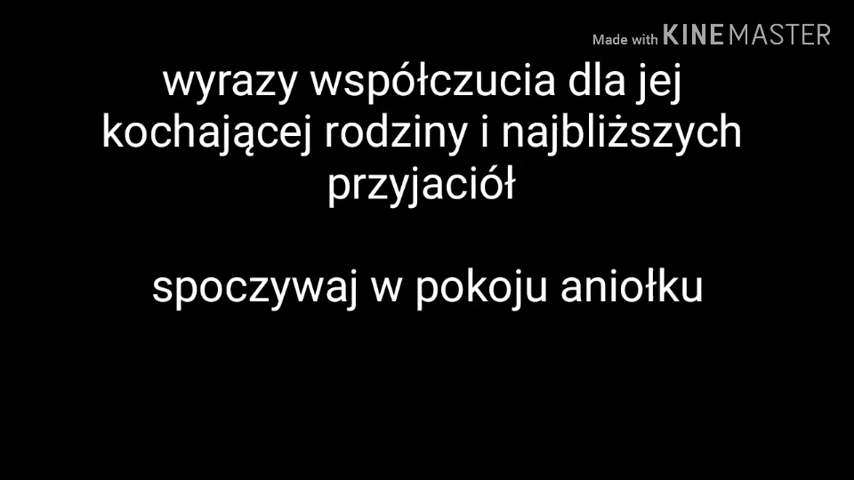 Made with KINEMASTER
wyrazy współczucia dla jej
kochającej rodziny i najbliższych
przyjaciół
spoczywaj w pokoju aniołku